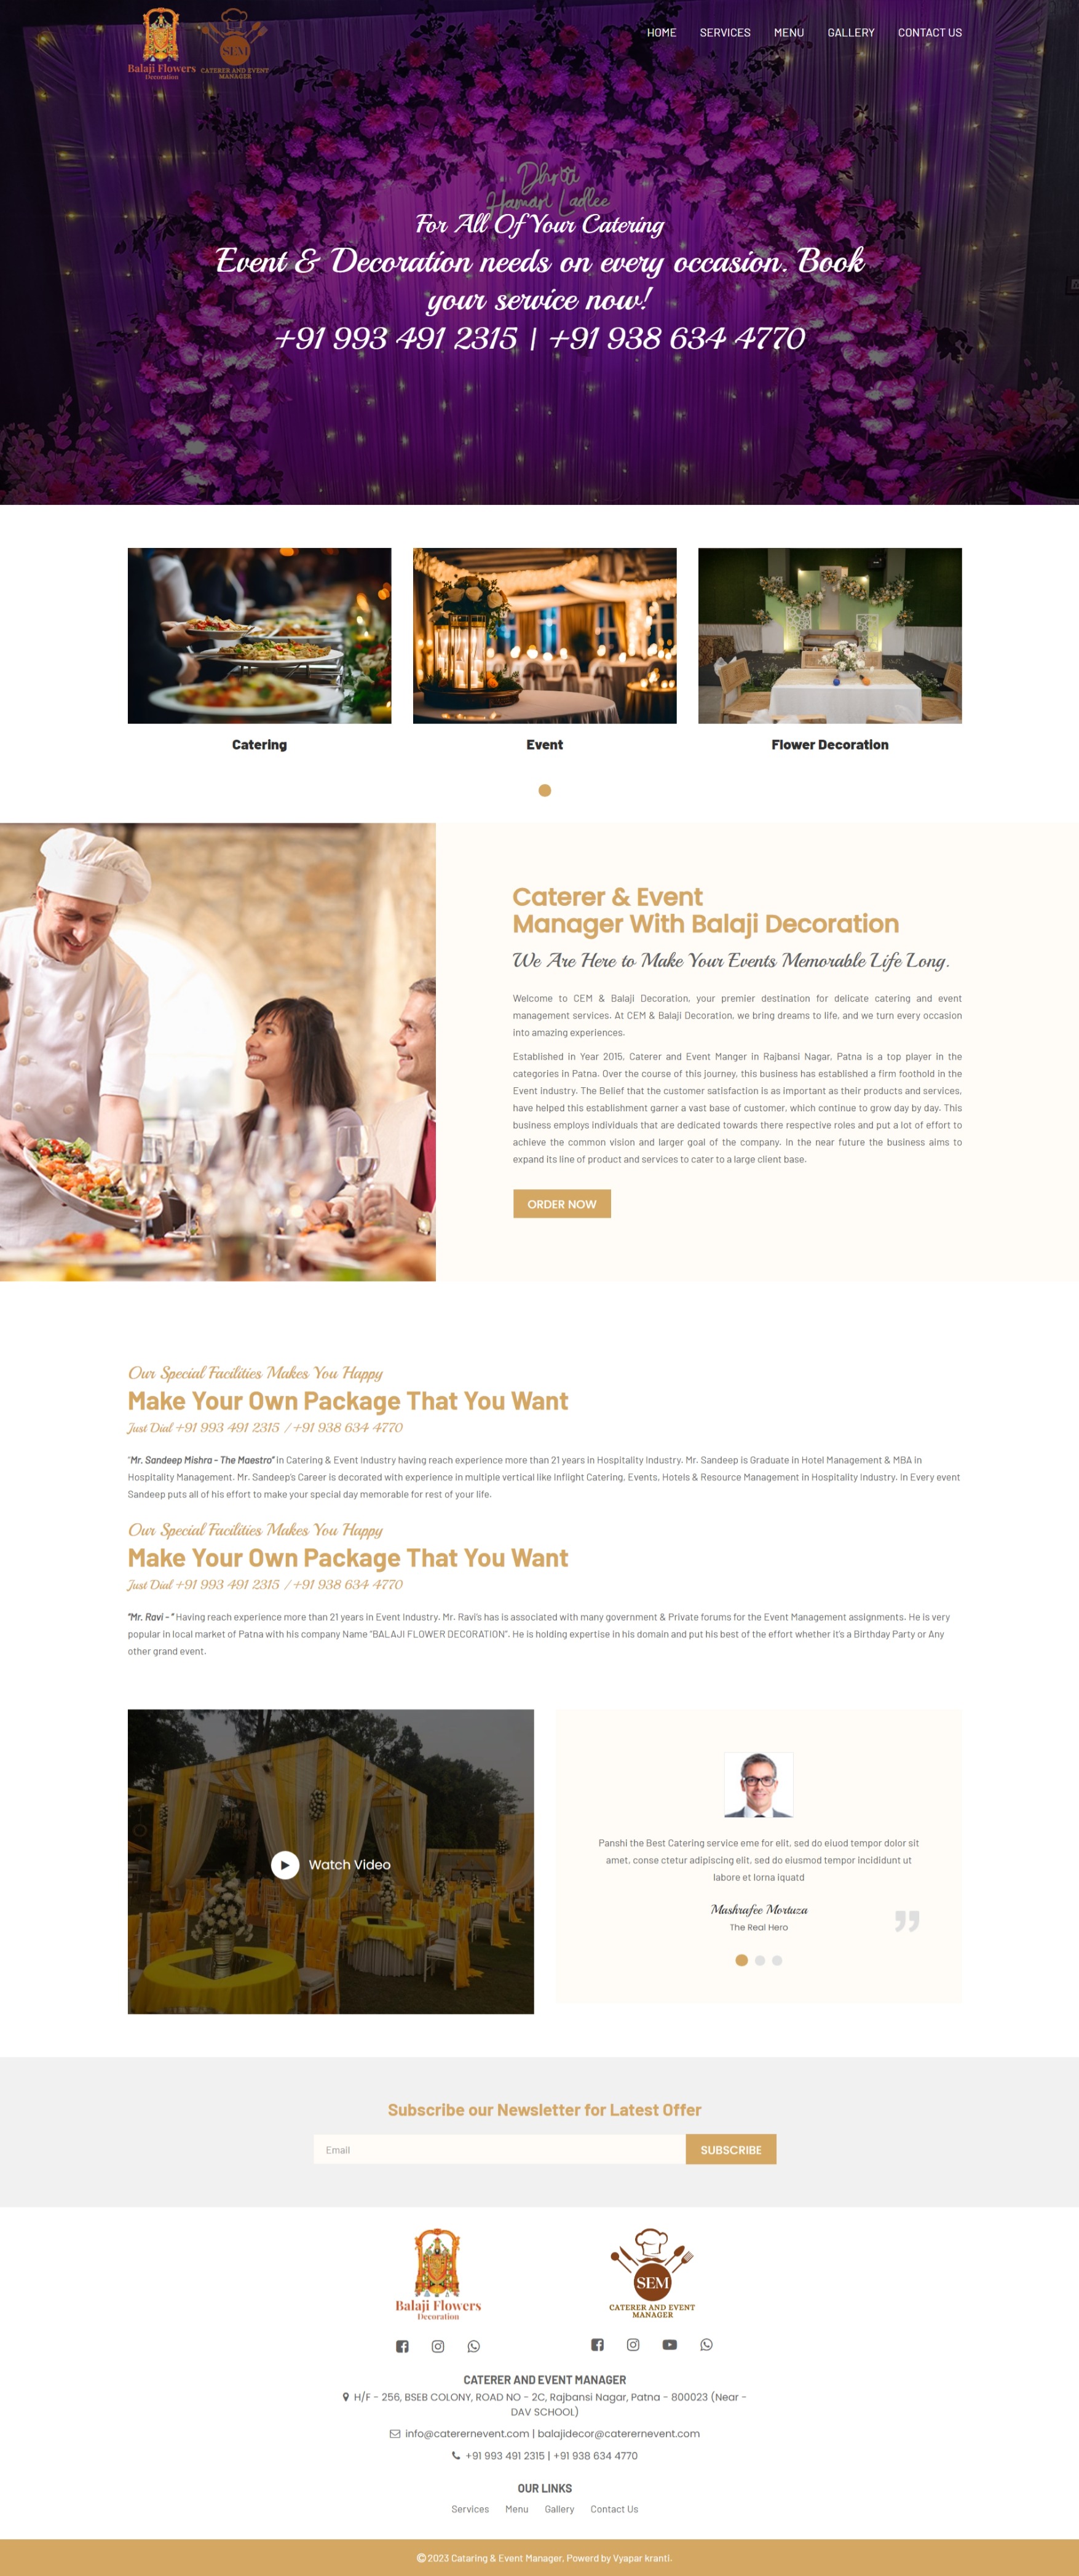 Balaji Flowers
Decoration
SEM
CATERER AND EVENT
MANAGER
HOME SERVICES MENU GALLERY CONTACT US
Hamari Ladlee
For All Of Your Catering
Event & Decoration needs on every occasion. Book
your service now!
+91 993 491 2315 | +91 938 634 4770
Catering
Event
Flower Decoration
Caterer & Event
Manager With Balaji Decoration
We Are Here to Make Your Events Memorable Life Long.
Welcome to CEM & Balaji Decoration, your premier destination for delicate catering and event
management services. At CEM & Balaji Decoration, we bring dreams to life, and we turn every occasion
into amazing experiences.
Established in Year 2015, Caterer and Event Manger in Rajbansi Nagar, Patna is a top player in the
categories in Patna. Over the course of this journey, this business has established a firm foothold in the
Event industry. The Belief that the customer satisfaction is as important as their products and services,
have helped this establishment garner a vast base of customer, which continue to grow day by day. This
business employs individuals that are dedicated towards there respective roles and put a lot of effort to
achieve the common vision and larger goal of the company. In the near future the business aims to
expand its line of product and services to cater to a large client base.
ORDER NOW
Our Special Facilities Makes You Happy
Make Your Own Package That You Want
Just Dial +91 993 491 2315 / +91 938 634 4770
"Mr. Sandeep Mishra - The Maestro" in Catering & Event Industry having reach experience more than 21 years in Hospitality Industry. Mr. Sandeep is Graduate in Hotel Management & MBA in
Hospitality Management. Mr. Sandeep's Career is decorated with experience in multiple vertical like Inflight Catering, Events, Hotels & Resource Management in Hospitality industry. In Every event
Sandeep puts all of his effort to make your special day memorable for rest of your life.
Our Special Facilities Makes You Happy
Make Your Own Package That You Want
Just Dial +91 993 491 2315 / +91 938 634 4770
"Mr. Ravi - " Having reach experience more than 21 years in Event Industry. Mr. Ravi's has is associated with many government & Private forums for the Event Management assignments. He is very
popular in local market of Patna with his company Name "BALAJI FLOWER DECORATION". He is holding expertise in his domain and put his best of the effort whether it's a Birthday Party or Any
other grand event.
Watch Video
Panshi the Best Catering service eme for elit, sed do eiuod tempor dolor sit
amet, conse ctetur adipiscing elit, sed do eiusmod tempor incididunt ut
labore et lorna iquatd
Mashrafee Mortuza
The Real Hero
Subscribe our Newsletter for Latest Offer
Email
SUBSCRIBE
Balaji Flowers
Decoration
SEM
CATERER AND EVENT
MANAGER
CATERER AND EVENT MANAGER
H/F - 256, BSEB COLONY, ROAD NO - 2C, Rajbansi Nagar, Patna - 800023 (Near -
DAV SCHOOL)
info@caterernevent.com | balajidecor@caterernevent.com
+91 993 491 2315 | +91 938 634 4770
OUR LINKS
Services Menu Gallery Contact Us
© 2023 Cataring & Event Manager, Powerd by Vyapar kranti.